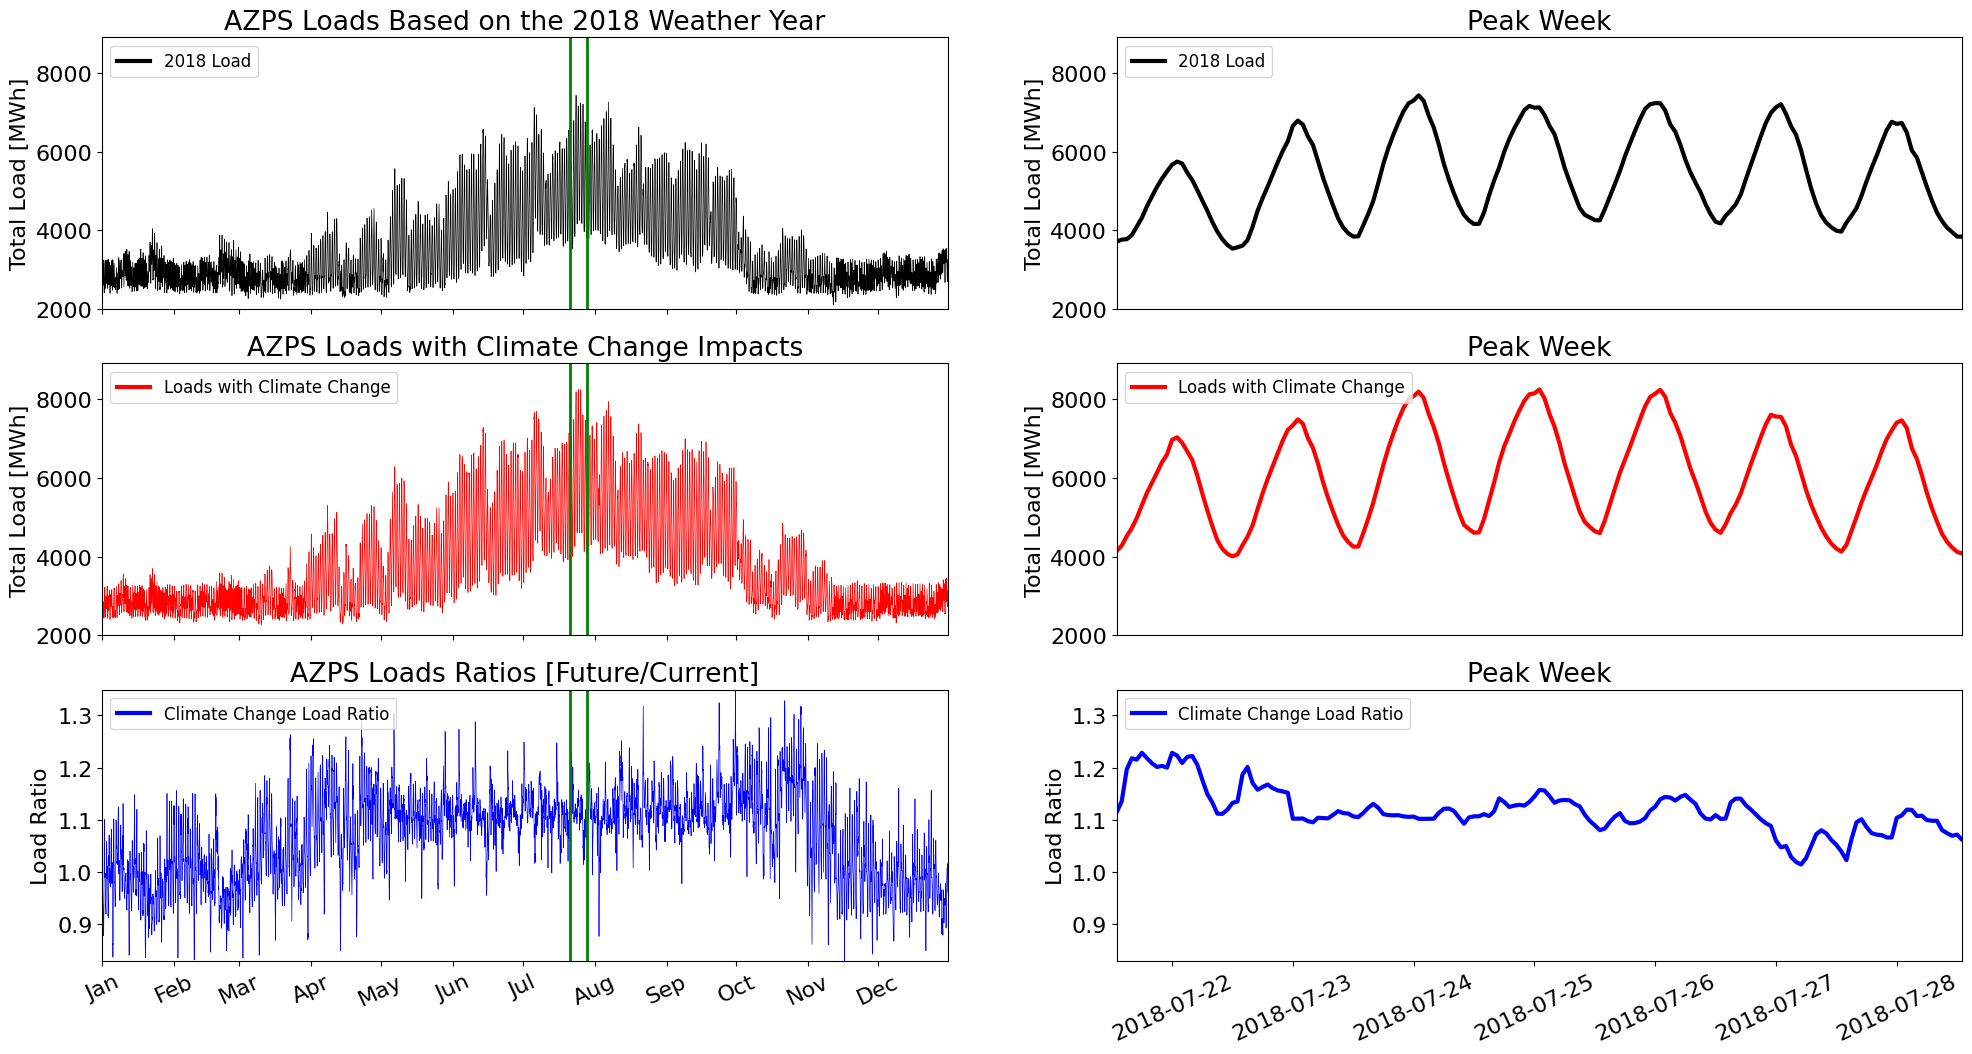 AZPS Loads Based on the 2018 Weather Year
Total Load [MWh]
8000
6000
4000
2000
2018 Load
Peak Week
Total Load [MWh]
8000
6000
4000
2000
2018 Load
AZPS Loads with Climate Change Impacts
Total Load [MWh]
8000
6000
4000
2000
Loads with Climate Change
Peak Week
Total Load [MWh]
8000
6000
4000
2000
Loads with Climate Change
AZPS Loads Ratios [Future/Current]
Load Ratio
1.3
1.2
1.1
1.0
0.9
Climate Change Load Ratio
Jan Feb Mar Apr May Jun Jul Aug Sep Oct Nov Dec
Peak Week
Load Ratio
1.3
1.2
1.1
1.0
0.9
Climate Change Load Ratio
2018-07-22 2018-07-23 2018-07-24 2018-07-25 2018-07-26 2018-07-27 2018-07-28